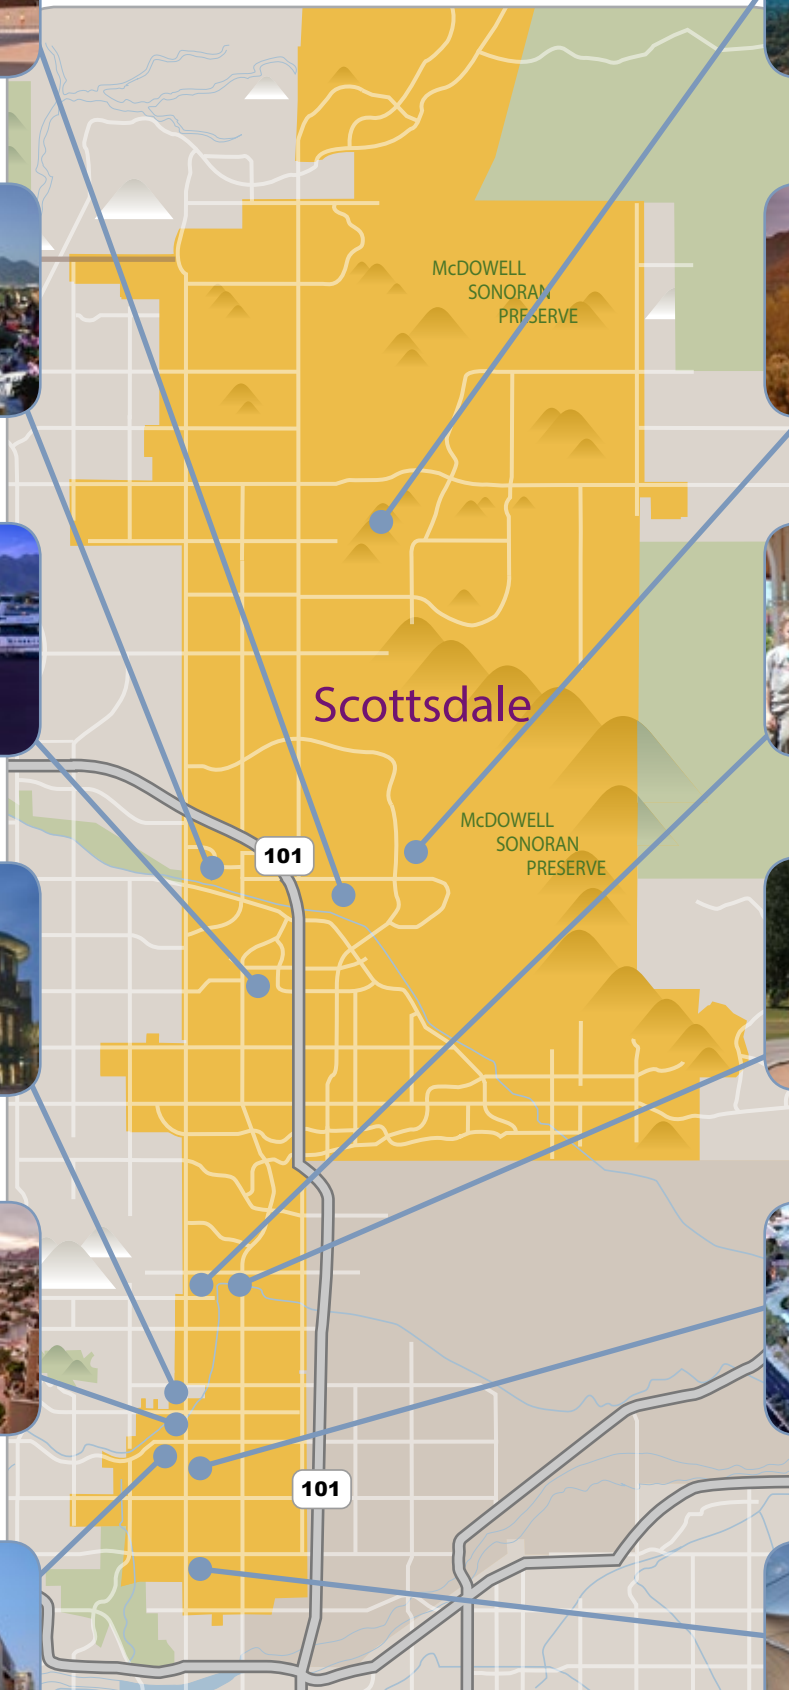 McDOWELL
SONORAN
PRESERVE
Scottsdale
McDOWELL
SONORAN
PRESERVE
101
101